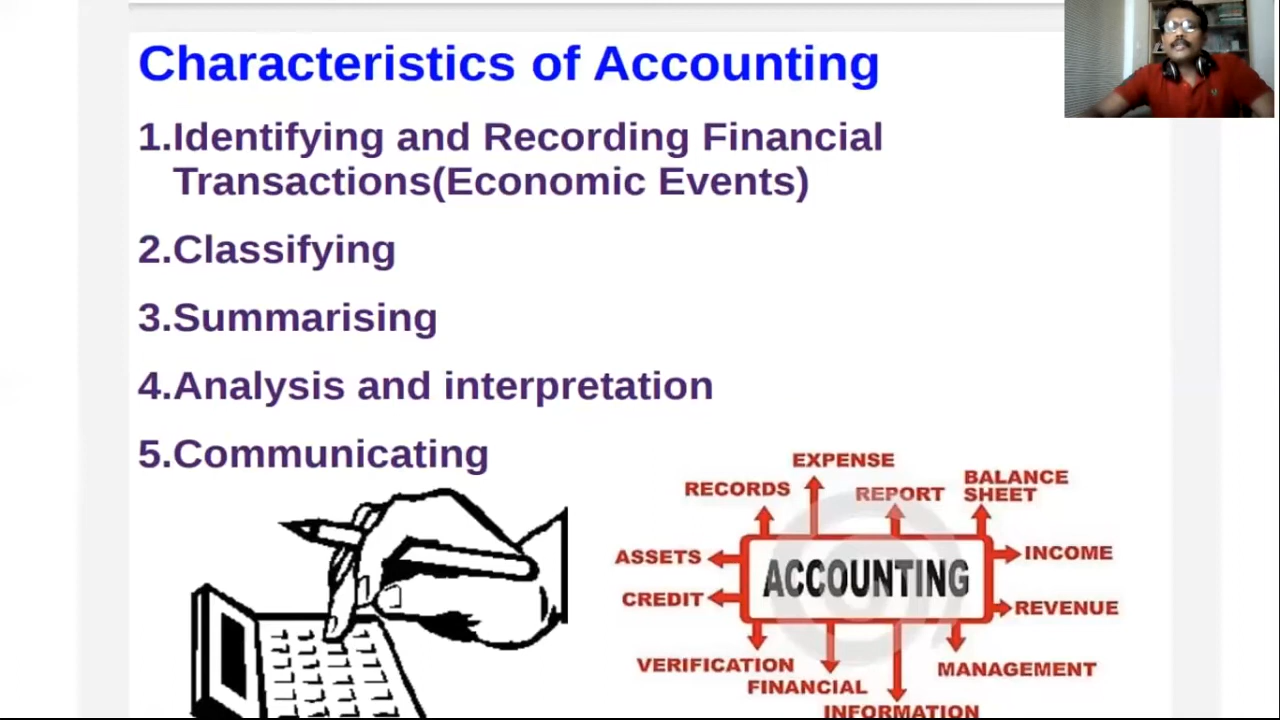 Characteristics of Accounting
1.Identifying and Recording Financial
Transactions(Economic Events)
2.Classifying
3.Summarising
4.Analysis and interpretation
5.Communicating
EXPENSE
RECORDS
REPORT
BALANCE
SHEET
ASSETS
ACCOUNTING
INCOME
CREDIT
REVENUE
VERIFICATION
MANAGEMENT
FINANCIAL
INFORMATION